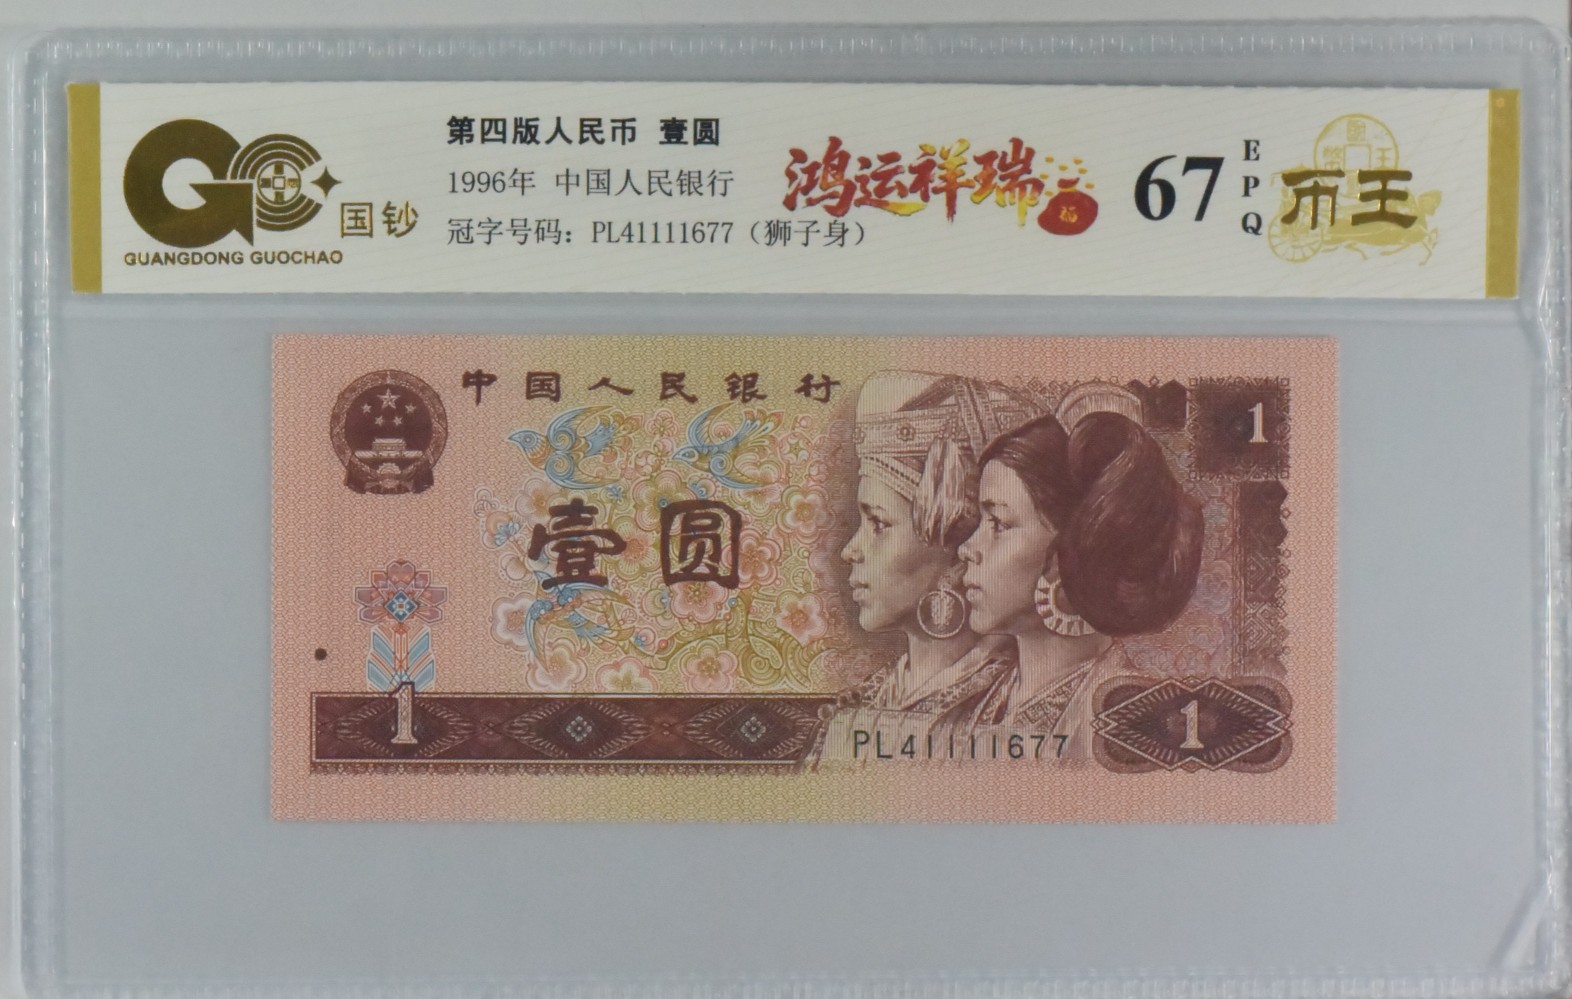 国钞
GUANGDONG GUOCHAO
第四版人民币 壹圆
1996年 中国人民银行
冠字号码：PL41111677（狮子身）
鸿运祥瑞
福
67
EPQ
币王
中国人民银行
1
壹圆
1
PL41111677
1